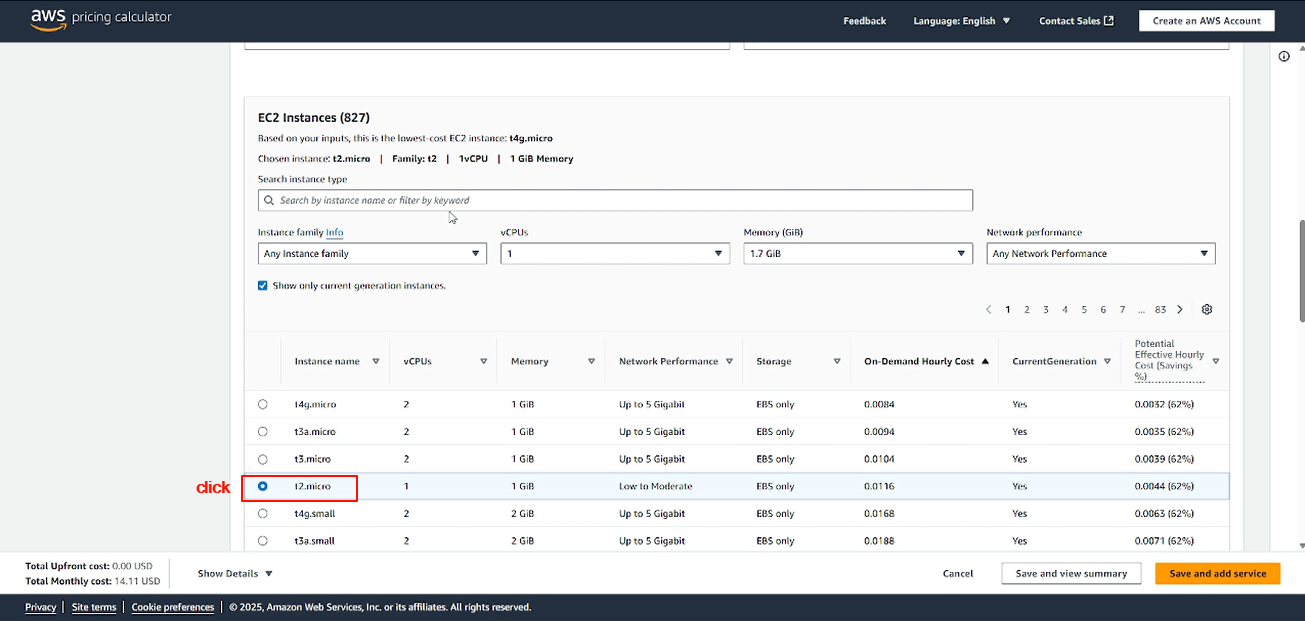 aws pricing calculator
Feedback Language: English Contact Sales Create an AWS Account
EC2 Instances (827)
Based on your inputs, this is the lowest-cost EC2 instance: t4g.micro
Chosen instance: t2.micro | Family: t2 | 1vCPU | 1 GiB Memory
Search instance type
Search by instance name or filter by keyword
Instance family Info vCPUs Memory (GiB) Network performance
Any Instance family 1 1.7 GiB Any Network Performance
Show only current generation instances.
1 2 3 4 5 6 7 ... 83
Instance name vCPUs Memory Network Performance Storage On-Demand Hourly Cost CurrentGeneration Potential Effective Hourly Cost (Savings %)
t4g.micro 2 1 GiB Up to 5 Gigabit EBS only 0.0084 Yes 0.0032 (62%)
t3a.micro 2 1 GiB Up to 5 Gigabit EBS only 0.0094 Yes 0.0035 (62%)
t3.micro 2 1 GiB Up to 5 Gigabit EBS only 0.0104 Yes 0.0039 (62%)
click t2.micro 1 1 GiB Low to Moderate EBS only 0.0116 Yes 0.0044 (62%)
t4g.small 2 2 GiB Up to 5 Gigabit EBS only 0.0168 Yes 0.0063 (62%)
t3a.small 2 2 GiB Up to 5 Gigabit EBS only 0.0188 Yes 0.0071 (62%)
Total Upfront cost: 0.00 USD
Total Monthly cost: 14.11 USD
Show Details Cancel Save and view summary Save and add service
Privacy | Site terms | Cookie preferences | © 2025, Amazon Web Services, Inc. or its affiliates. All rights reserved.